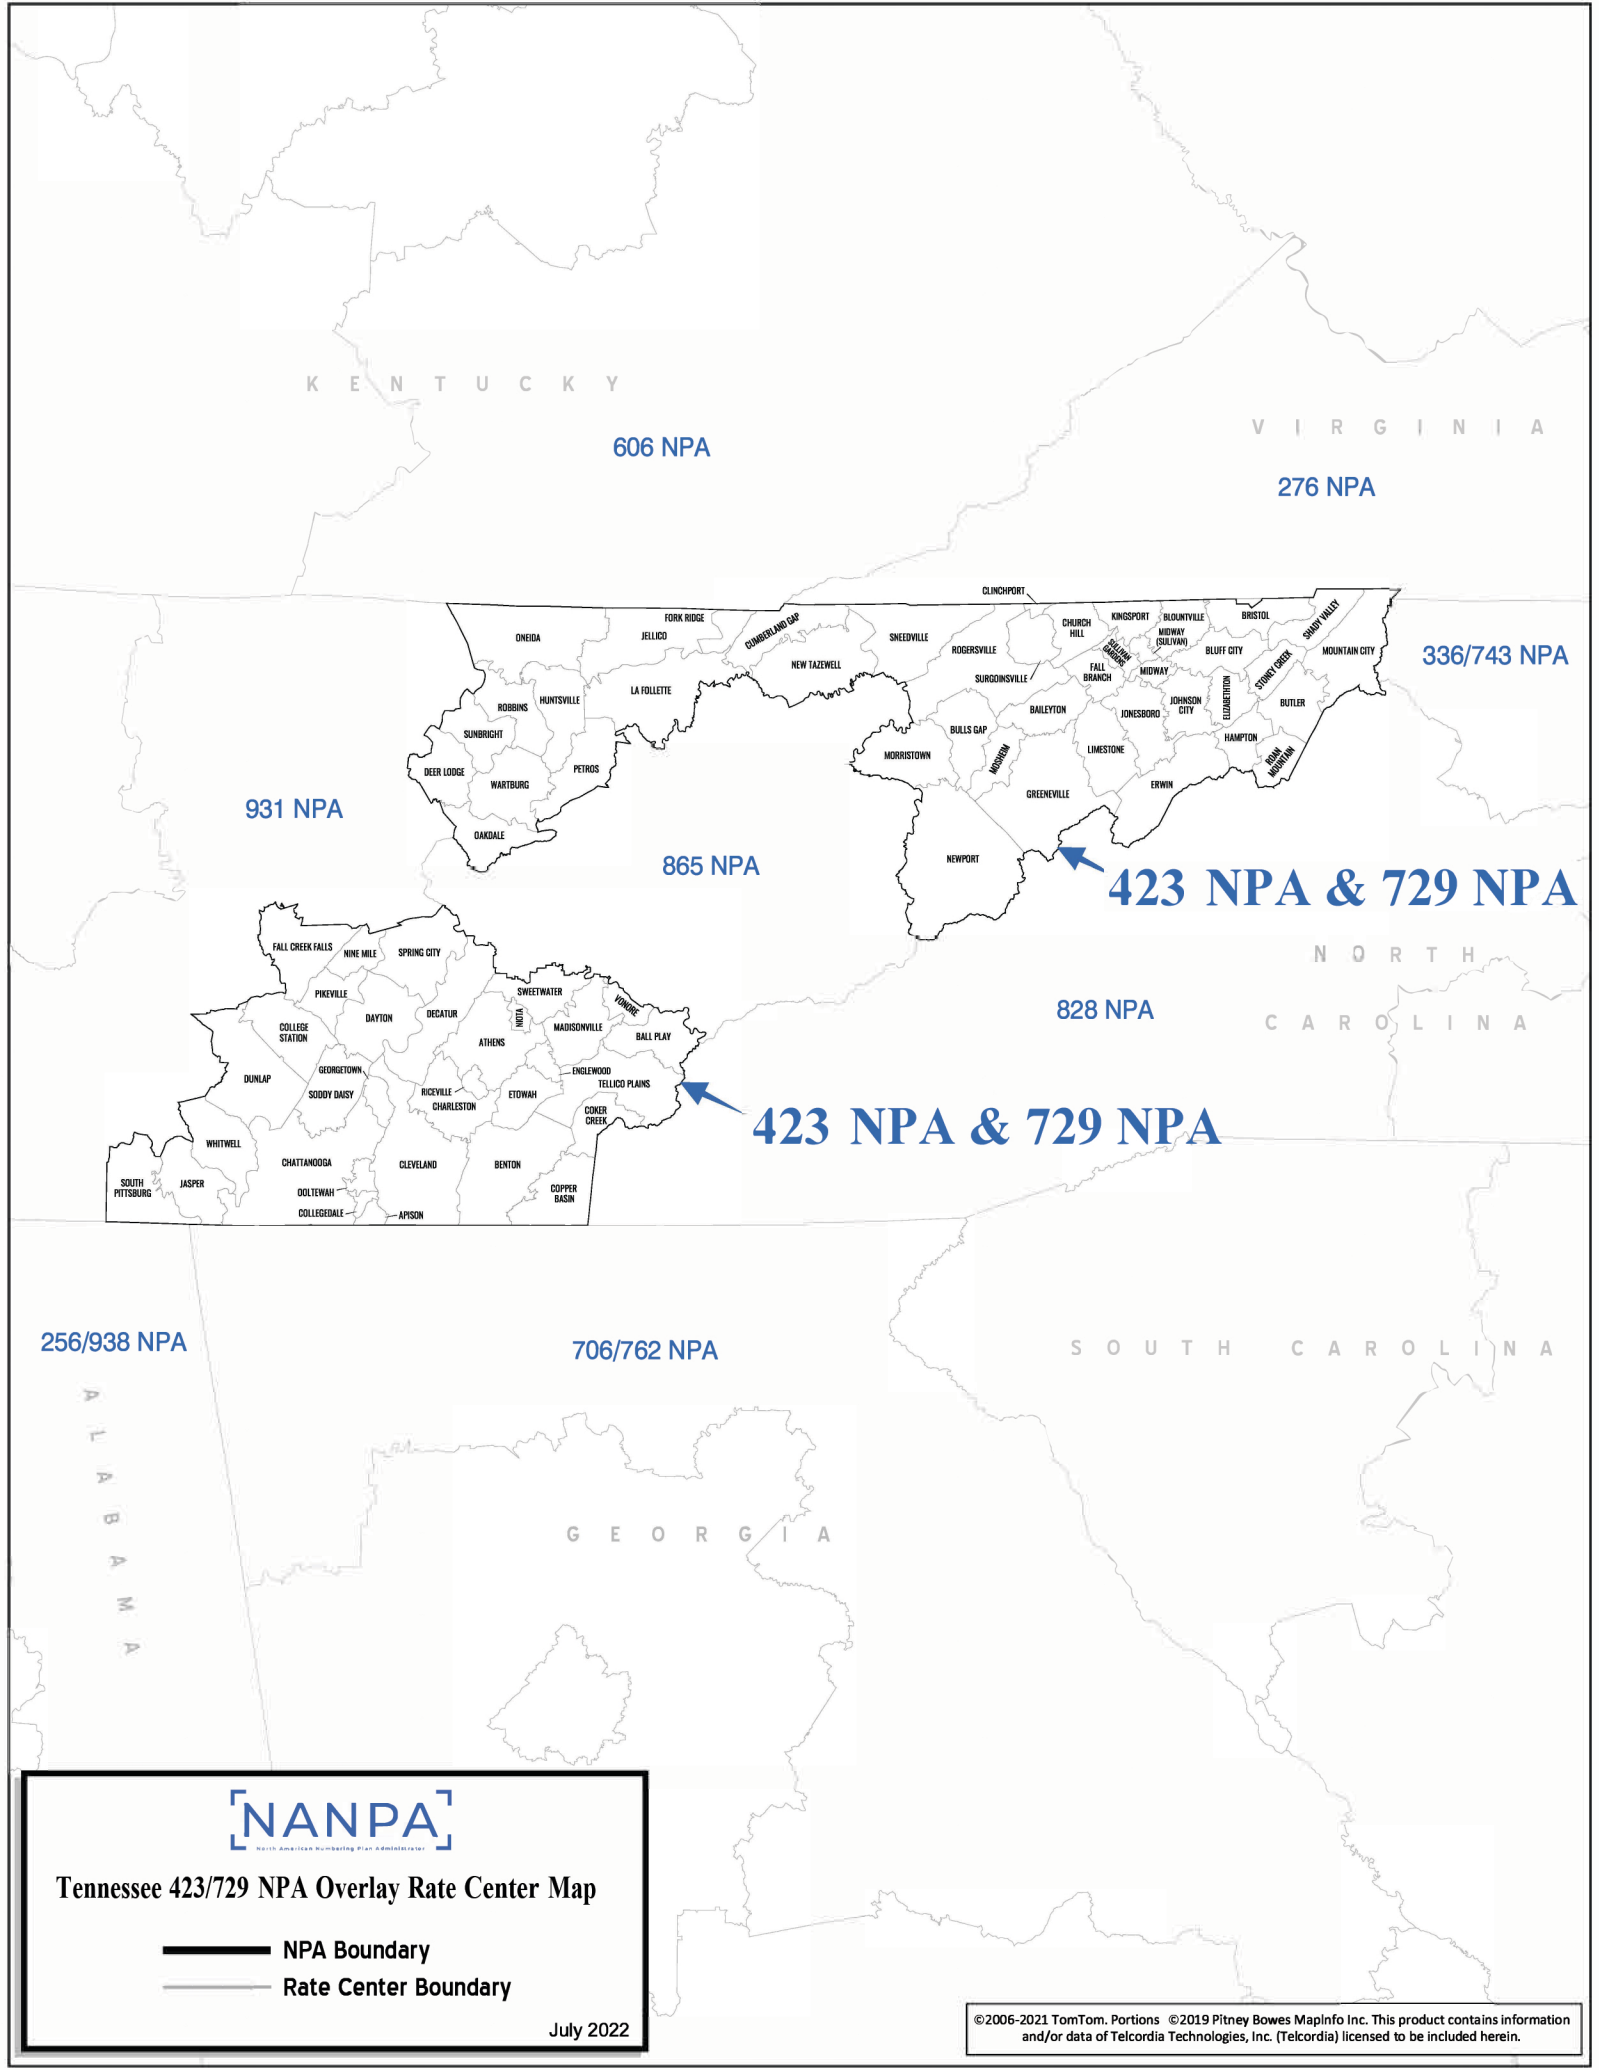 K E N T U C K Y
V I R G I N I A
606 NPA
276 NPA
CLINCHPORT
FORK RIDGE
CUMBERLAND GAP
ONEIDA
JELLICO
SNEEDVILLE
CHURCH
HILL
KINGSPORT
BLOUNTVILLE
BRISTOL
SHADY VALLEY
MIDWAY
(SULIVAN)
SULLIVAN
GARDENS
ROGERSVILLE
BLUFF CITY
MOUNTAIN CITY
336/743 NPA
NEW TAZEWELL
SURGOINSVILLE
FALL
BRANCH
MIDWAY
STONEY CREEK
LA FOLLETTE
HUNTSVILLE
ROBBINS
BAILEYTON
JONESBORO
JOHNSON
CITY
ELIZABETHTON
BUTLER
SUNBRIGHT
BULLS GAP
HAMPTON
MORRISTOWN
MOSHEIM
LIMESTONE
ROAN
MOUNTAIN
DEER LODGE
PETROS
WARTBURG
ERWIN
GREENEVILLE
931 NPA
OAKDALE
865 NPA
NEWPORT
423 NPA & 729 NPA
FALL CREEK FALLS
NINE MILE
SPRING CITY
N O R T H
C A R O L I N A
828 NPA
PIKEVILLE
SWEETWATER
VONORE
DAYTON
DECATUR
NIOTA
COLLEGE
STATION
MADISONVILLE
BALL PLAY
ATHENS
GEORGETOWN
ENGLEWOOD
DUNLAP
TELLICO PLAINS
SODDY DAISY
RICEVILLE
ETOWAH
CHARLESTON
COKER
CREEK
423 NPA & 729 NPA
WHITWELL
CHATTANOOGA
CLEVELAND
BENTON
SOUTH
PITTSBURG
JASPER
OOLTEWAH
COPPER
BASIN
COLLEGEDALE
APISON
256/938 NPA
706/762 NPA
S O U T H C A R O L I N A
A L A B A M A
G E O R G I A
NANPA
North American Numbering Plan Administrator
Tennessee 423/729 NPA Overlay Rate Center Map
NPA Boundary
Rate Center Boundary
July 2022
©2006-2021 TomTom. Portions ©2019 Pitney Bowes MapInfo Inc. This product contains information
and/or data of Telcordia Technologies, Inc. (Telcordia) licensed to be included herein.